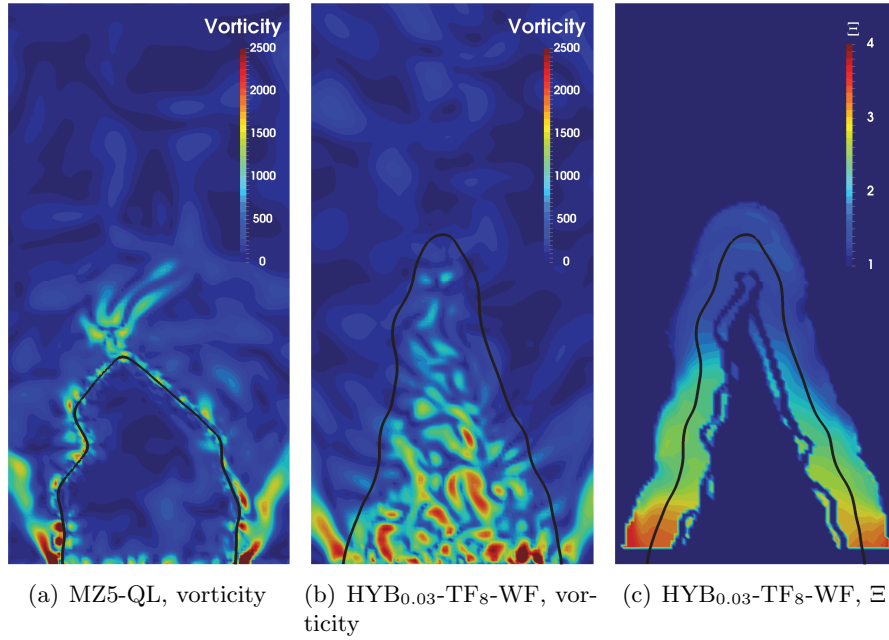 Vorticity
2500
2000
1500
1000
500
0
Vorticity
2500
2000
1500
1000
500
0
Ξ
4
3
2
1
(a) MZ5-QL, vorticity
(b) HYB₀.₀₃-TF₈-WF, vor-
ticity
(c) HYB₀.₀₃-TF₈-WF, Ξ